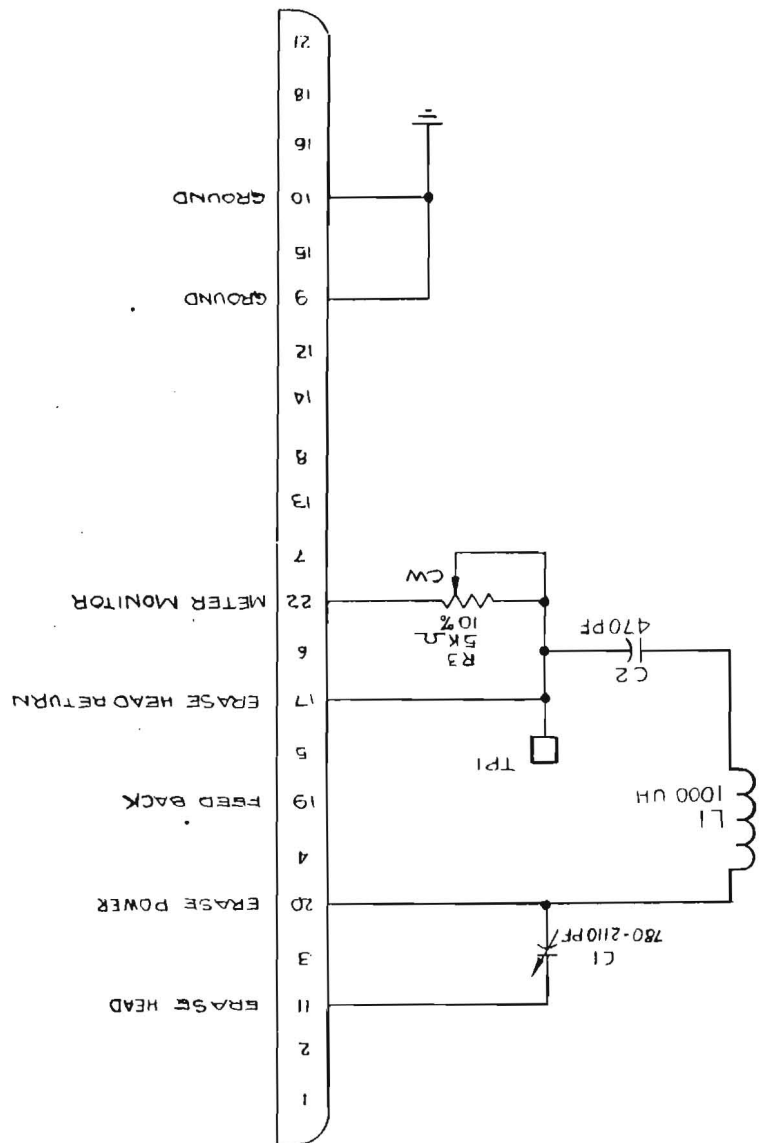 1
2
11 ERASE HEAD
C1
780-2110PF
3
20 ERASE POWER
4
L1
1000 UH
19 FEED BACK
TP1
5
17 ERASE HEAD RETURN
C2
470PF
6
R3
5K Ω
10%
22 METER MONITOR
CW
7
13
8
14
12
9 GROUND
15
10 GROUND
16
18
21